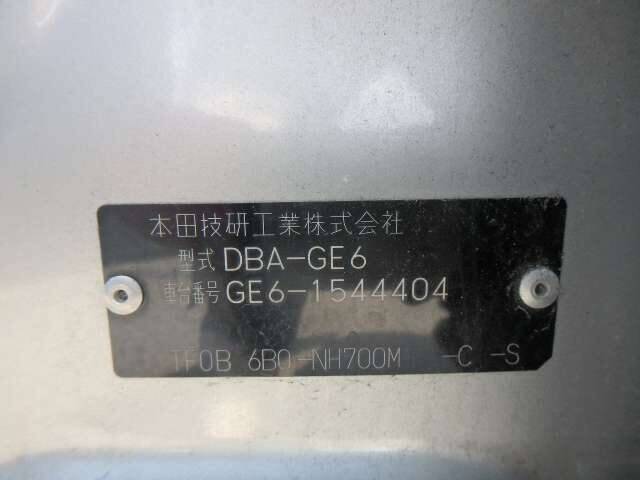 本田技研工業株式会社
型式 DBA-GE6
車台番号 GE6-1544404
TF0B 6B0-NH700M -C -S